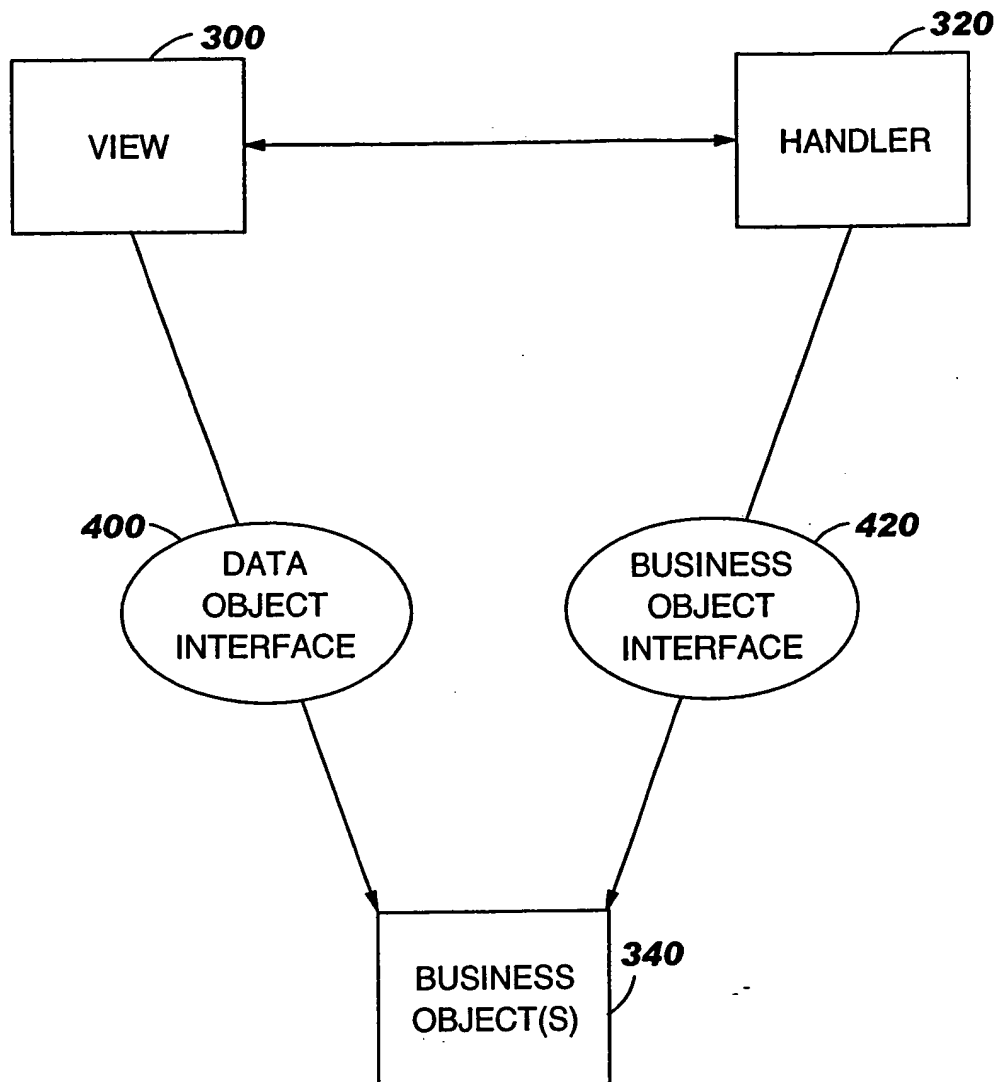 300
320
VIEW
HANDLER
400
420
DATA
OBJECT
INTERFACE
BUSINESS
OBJECT
INTERFACE
340
BUSINESS
OBJECT(S)